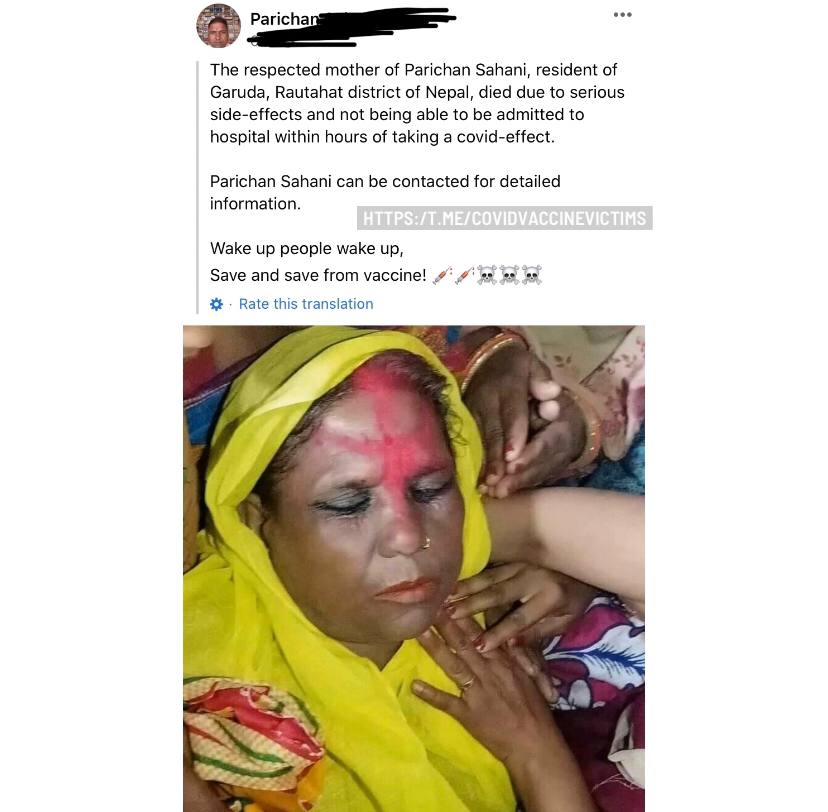 Parichan
The respected mother of Parichan Sahani, resident of
Garuda, Rautahat district of Nepal, died due to serious
side-effects and not being able to be admitted to
hospital within hours of taking a covid-effect.
Parichan Sahani can be contacted for detailed
information.
HTTPS:/T.ME/COVIDVACCINEVICTIMS
Wake up people wake up,
Save and save from vaccine! 💉💉☠️☠️☠️
· Rate this translation